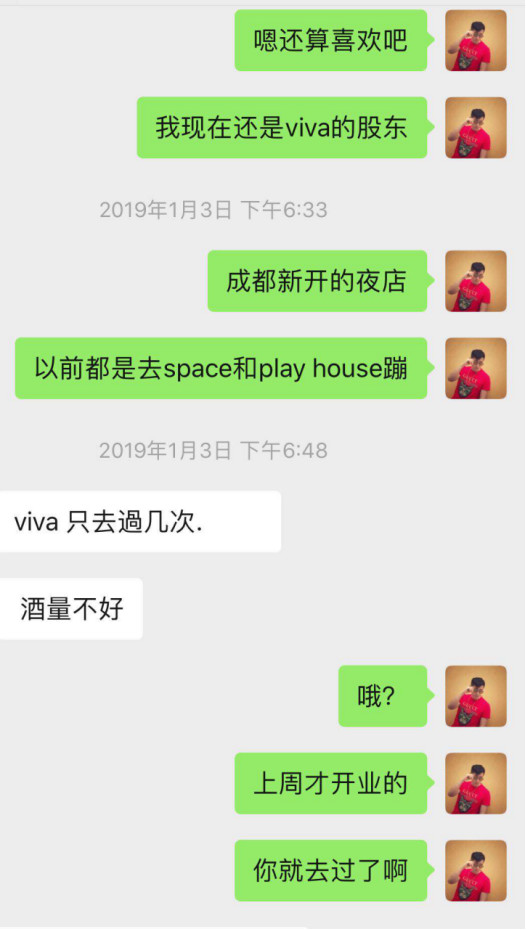 嗯还算喜欢吧
我现在还是viva的股东
2019年1月3日 下午6:33
成都新开的夜店
以前都是去space和play house蹦
2019年1月3日 下午6:48
viva 只去過几次.
酒量不好
哦?
上周才开业的
你就去过了啊